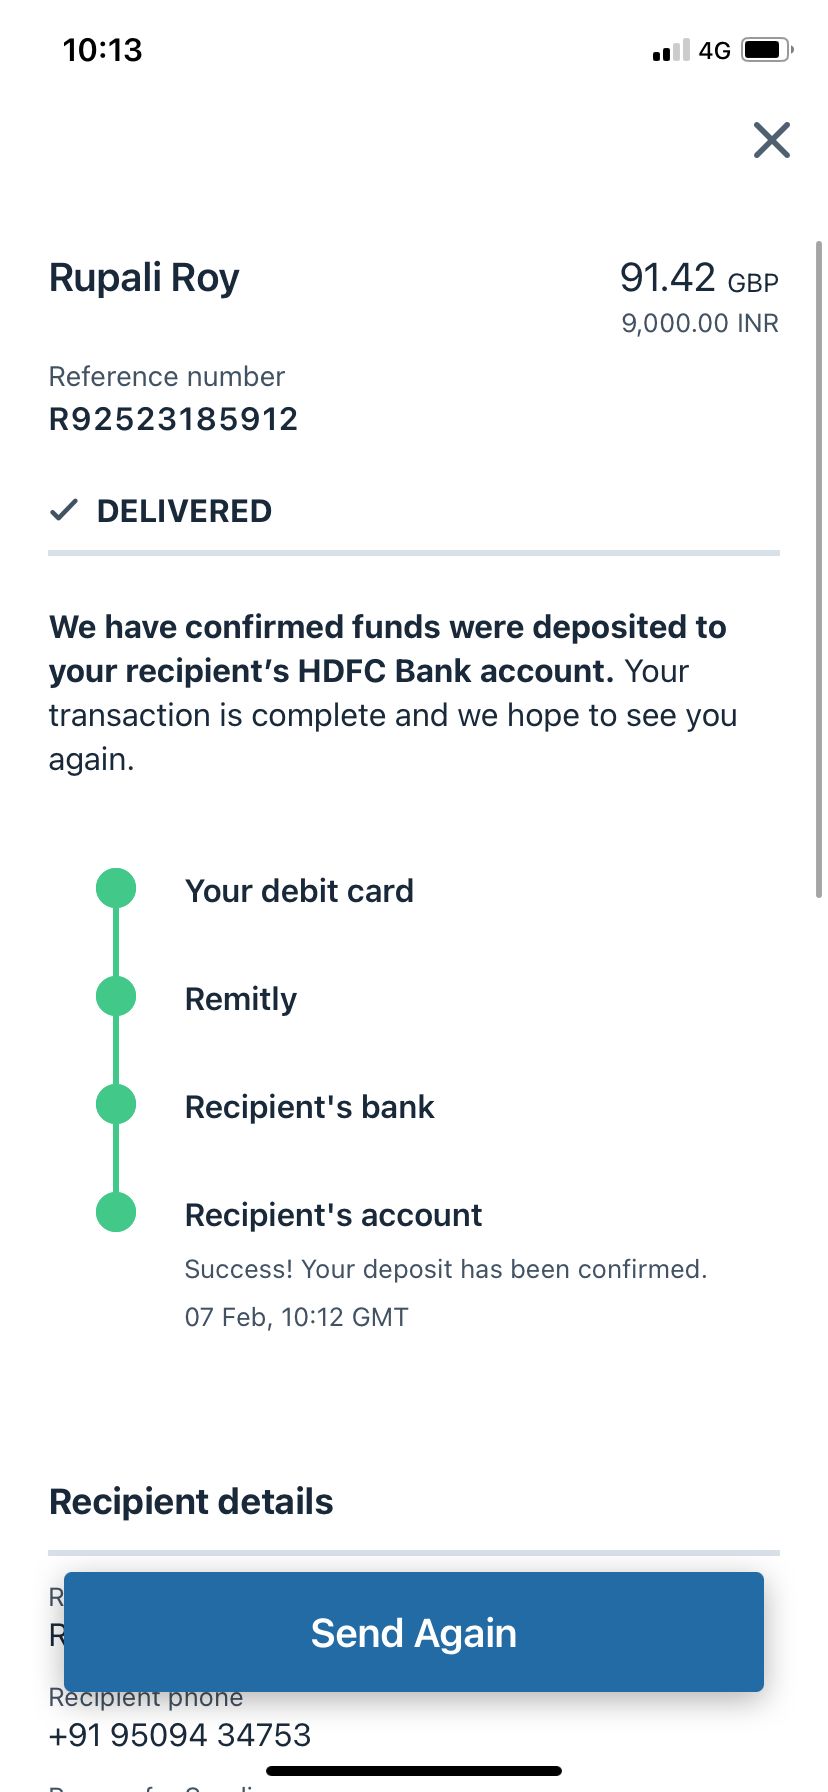 10:13
4G
Rupali Roy
91.42 GBP
9,000.00 INR
Reference number
R92523185912
DELIVERED
We have confirmed funds were deposited to
your recipient’s HDFC Bank account. Your
transaction is complete and we hope to see you
again.
Your debit card
Remitly
Recipient's bank
Recipient's account
Success! Your deposit has been confirmed.
07 Feb, 10:12 GMT
Recipient details
Send Again
Recipient phone
+91 95094 34753